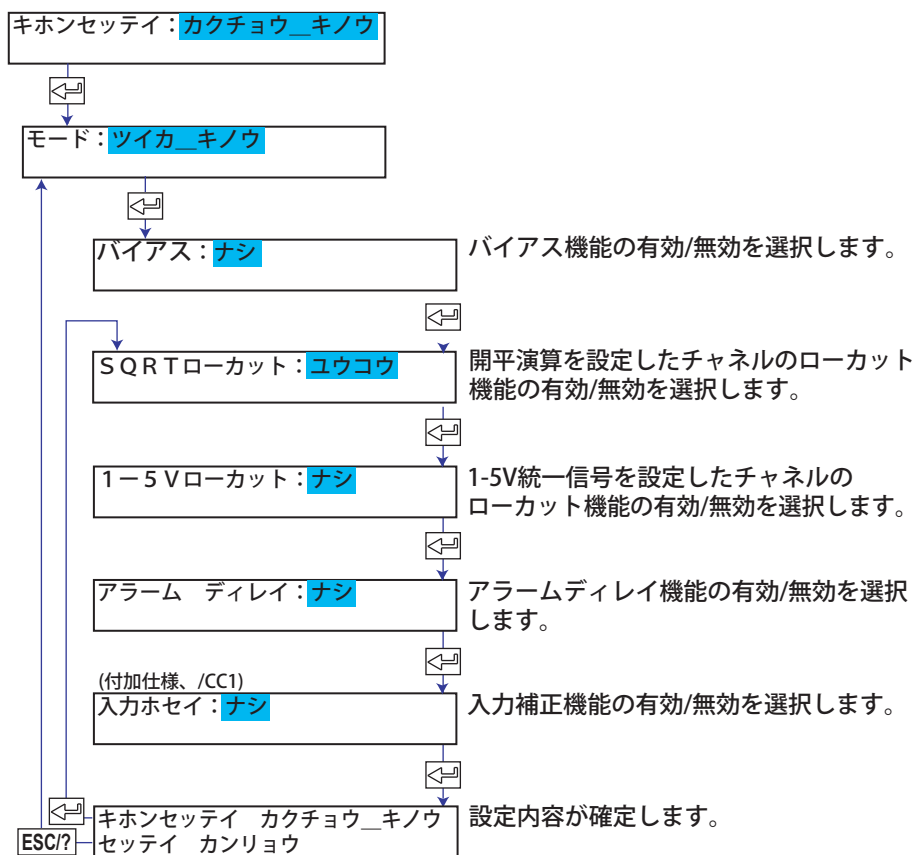 キホンセッテイ：カクチョウ＿キノウ
モード：ツイカ＿キノウ
バイアス：ナシ
バイアス機能の有効/無効を選択します。
ＳＱＲＴローカット：ユウコウ
開平演算を設定したチャネルのローカット
機能の有効/無効を選択します。
１－５Ｖローカット：ナシ
1-5V統一信号を設定したチャネルの
ローカット機能の有効/無効を選択します。
アラーム　ディレイ：ナシ
アラームディレイ機能の有効/無効を選択
します。
(付加仕様、/CC1)
入力ホセイ：ナシ
入力補正機能の有効/無効を選択します。
キホンセッテイ　カクチョウ＿キノウ
設定内容が確定します。
ESC/?
セッテイ　カンリョウ